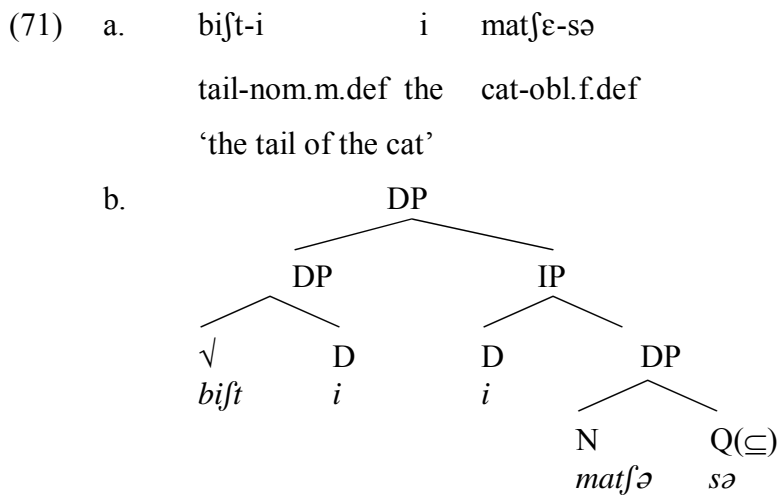 (71) a. biʃt-i i matʃɛ-sə
tail-nom.m.def the cat-obl.f.def
‘the tail of the cat’
b. DP
DP IP
√ D D DP
biʃt i i
N Q(⊆)
matʃə sə